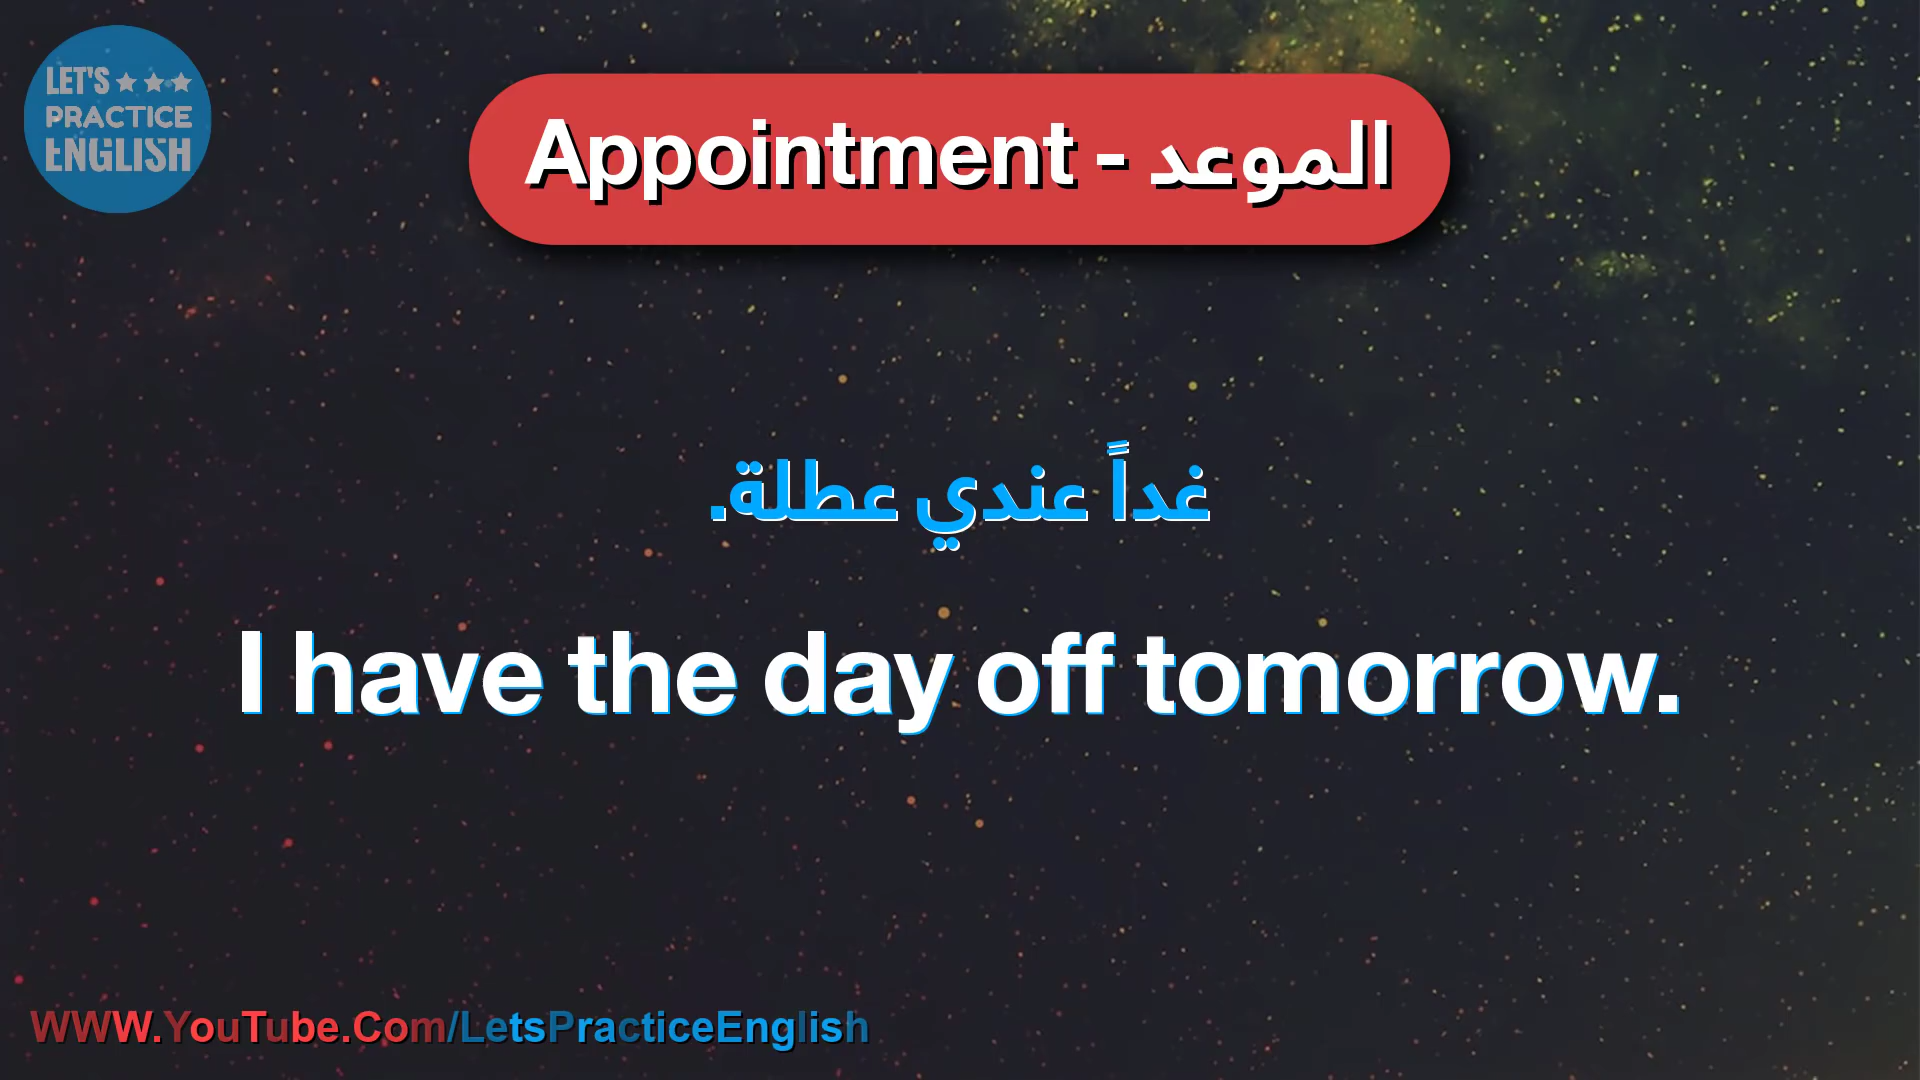 LET'S
PRACTICE
ENGLISH
Appointment - الموعد
غداً عندي عطلة.
I have the day off tomorrow.
WWW.YouTube.Com/LetsPracticeEnglish